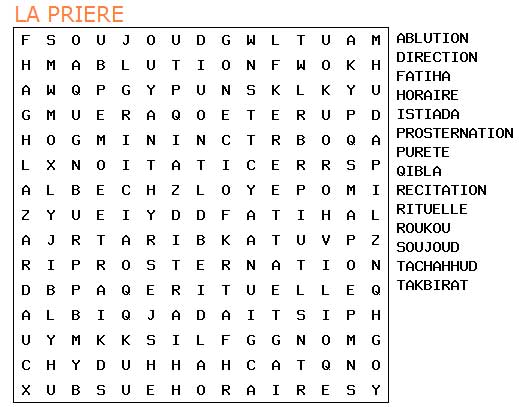 LA PRIERE
F S O U J O U D G W L T U A M
H M A B L U T I O N F W O K H
A W Q P G Y P U N S K L K Y U
G M U E R A Q O E T E R U P D
H O G M I N I N C T R B O Q A
L X N O I T A T I C E R R S P
A L B E C H Z L O Y E P O M I
Z Y U E I Y D D F A T I H A L
A J R T A R I B K A T U V P Z
R I P R O S T E R N A T I O N
D B P A Q E R I T U E L L E Q
A L B I Q J A D A I T S I P H
U Y M K K S I L F G G N O M G
C H Y D U H H A H C A T Q N O
X U B S U E H O R A I R E S Y
ABLUTION
DIRECTION
FATIHA
HORAIRE
ISTIADA
PROSTERNATION
PURETE
QIBLA
RECITATION
RITUELLE
ROUKOU
SOUJOUD
TACHAHHUD
TAKBIRAT